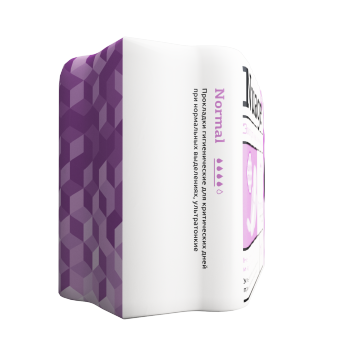 Normal
Прокладки гигиенические для критических дней
при нормальных выделениях, ультратонкие